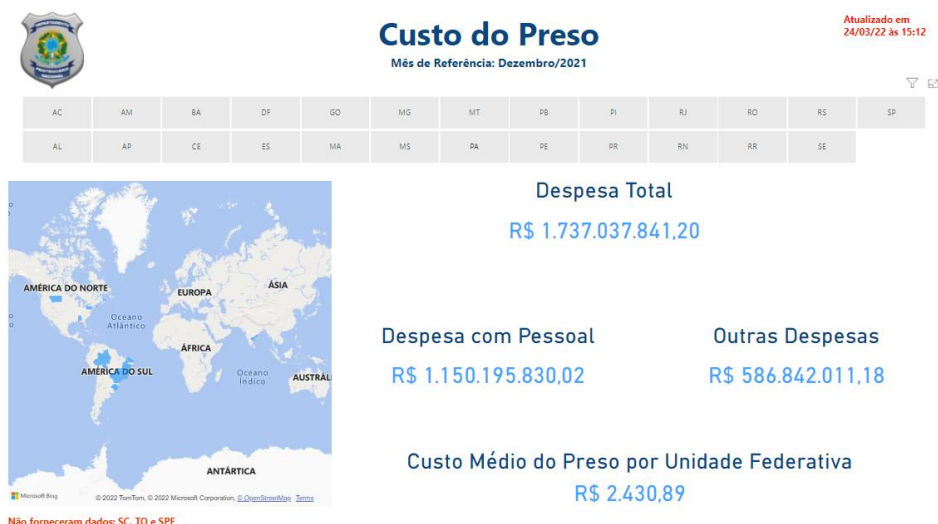 Custo do Preso
Mês de Referência: Dezembro/2021
Atualizado em
24/03/22 às 15:12
AC AM BA DF GO MG MT PB PI RJ RO RS SP
AL AP CE ES MA MS PA PE PR RN RR SE
Despesa Total
R$ 1.737.037.841,20
Despesa com Pessoal
R$ 1.150.195.830,02
Outras Despesas
R$ 586.842.011,18
Custo Médio do Preso por Unidade Federativa
R$ 2.430,89
AMÉRICA DO NORTE
EUROPA
ÁSIA
Oceano
Atlântico
ÁFRICA
AMÉRICA DO SUL
Oceano
Índico
AUSTRÁL
ANTÁRTICA
Microsoft Bing
© 2022 TomTom, © 2022 Microsoft Corporation, © OpenStreetMap Terms
Não forneceram dados: SC, TO e SPF